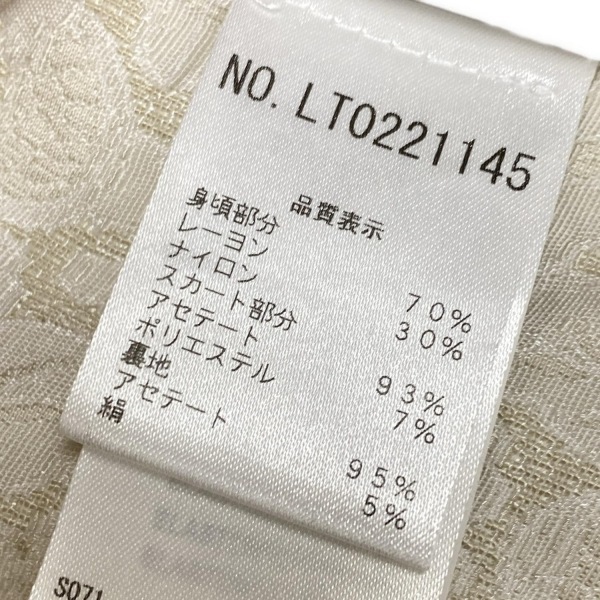 NO. LT0221145
品質表示
身頃部分
レーヨン 70%
ナイロン 30%
スカート部分
アセテート 93%
ポリエステル 7%
裏地
アセテート 95%
絹 5%
S071